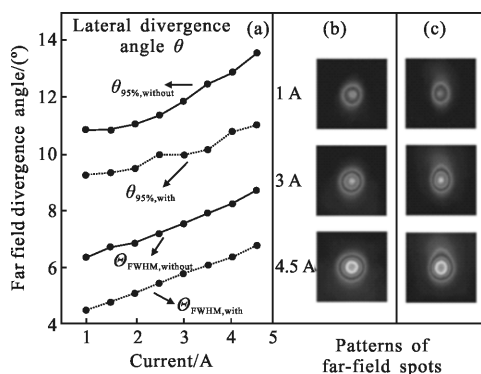 Lateral divergence
angle θ
(a)
(b)
(c)
Far field divergence angle/(°)
14
12
10
8
6
4
θ95%,without
θ95%,with
ΘFWHM,without
ΘFWHM,with
1 2 3 4 5
Current/A
1 A
3 A
4.5 A
Patterns of
far-field spots